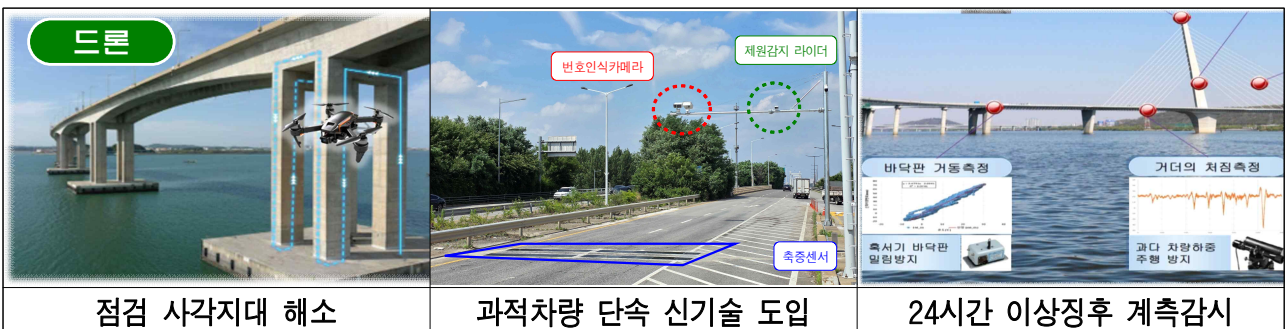 드론
번호인식카메라
제원감지 라이더
축중센서
바닥판 거동측정
혹서기 바닥판
밀림방지
거더의 처짐측정
과다 차량하중
주행 방지
점검 사각지대 해소
과적차량 단속 신기술 도입
24시간 이상징후 계측감시